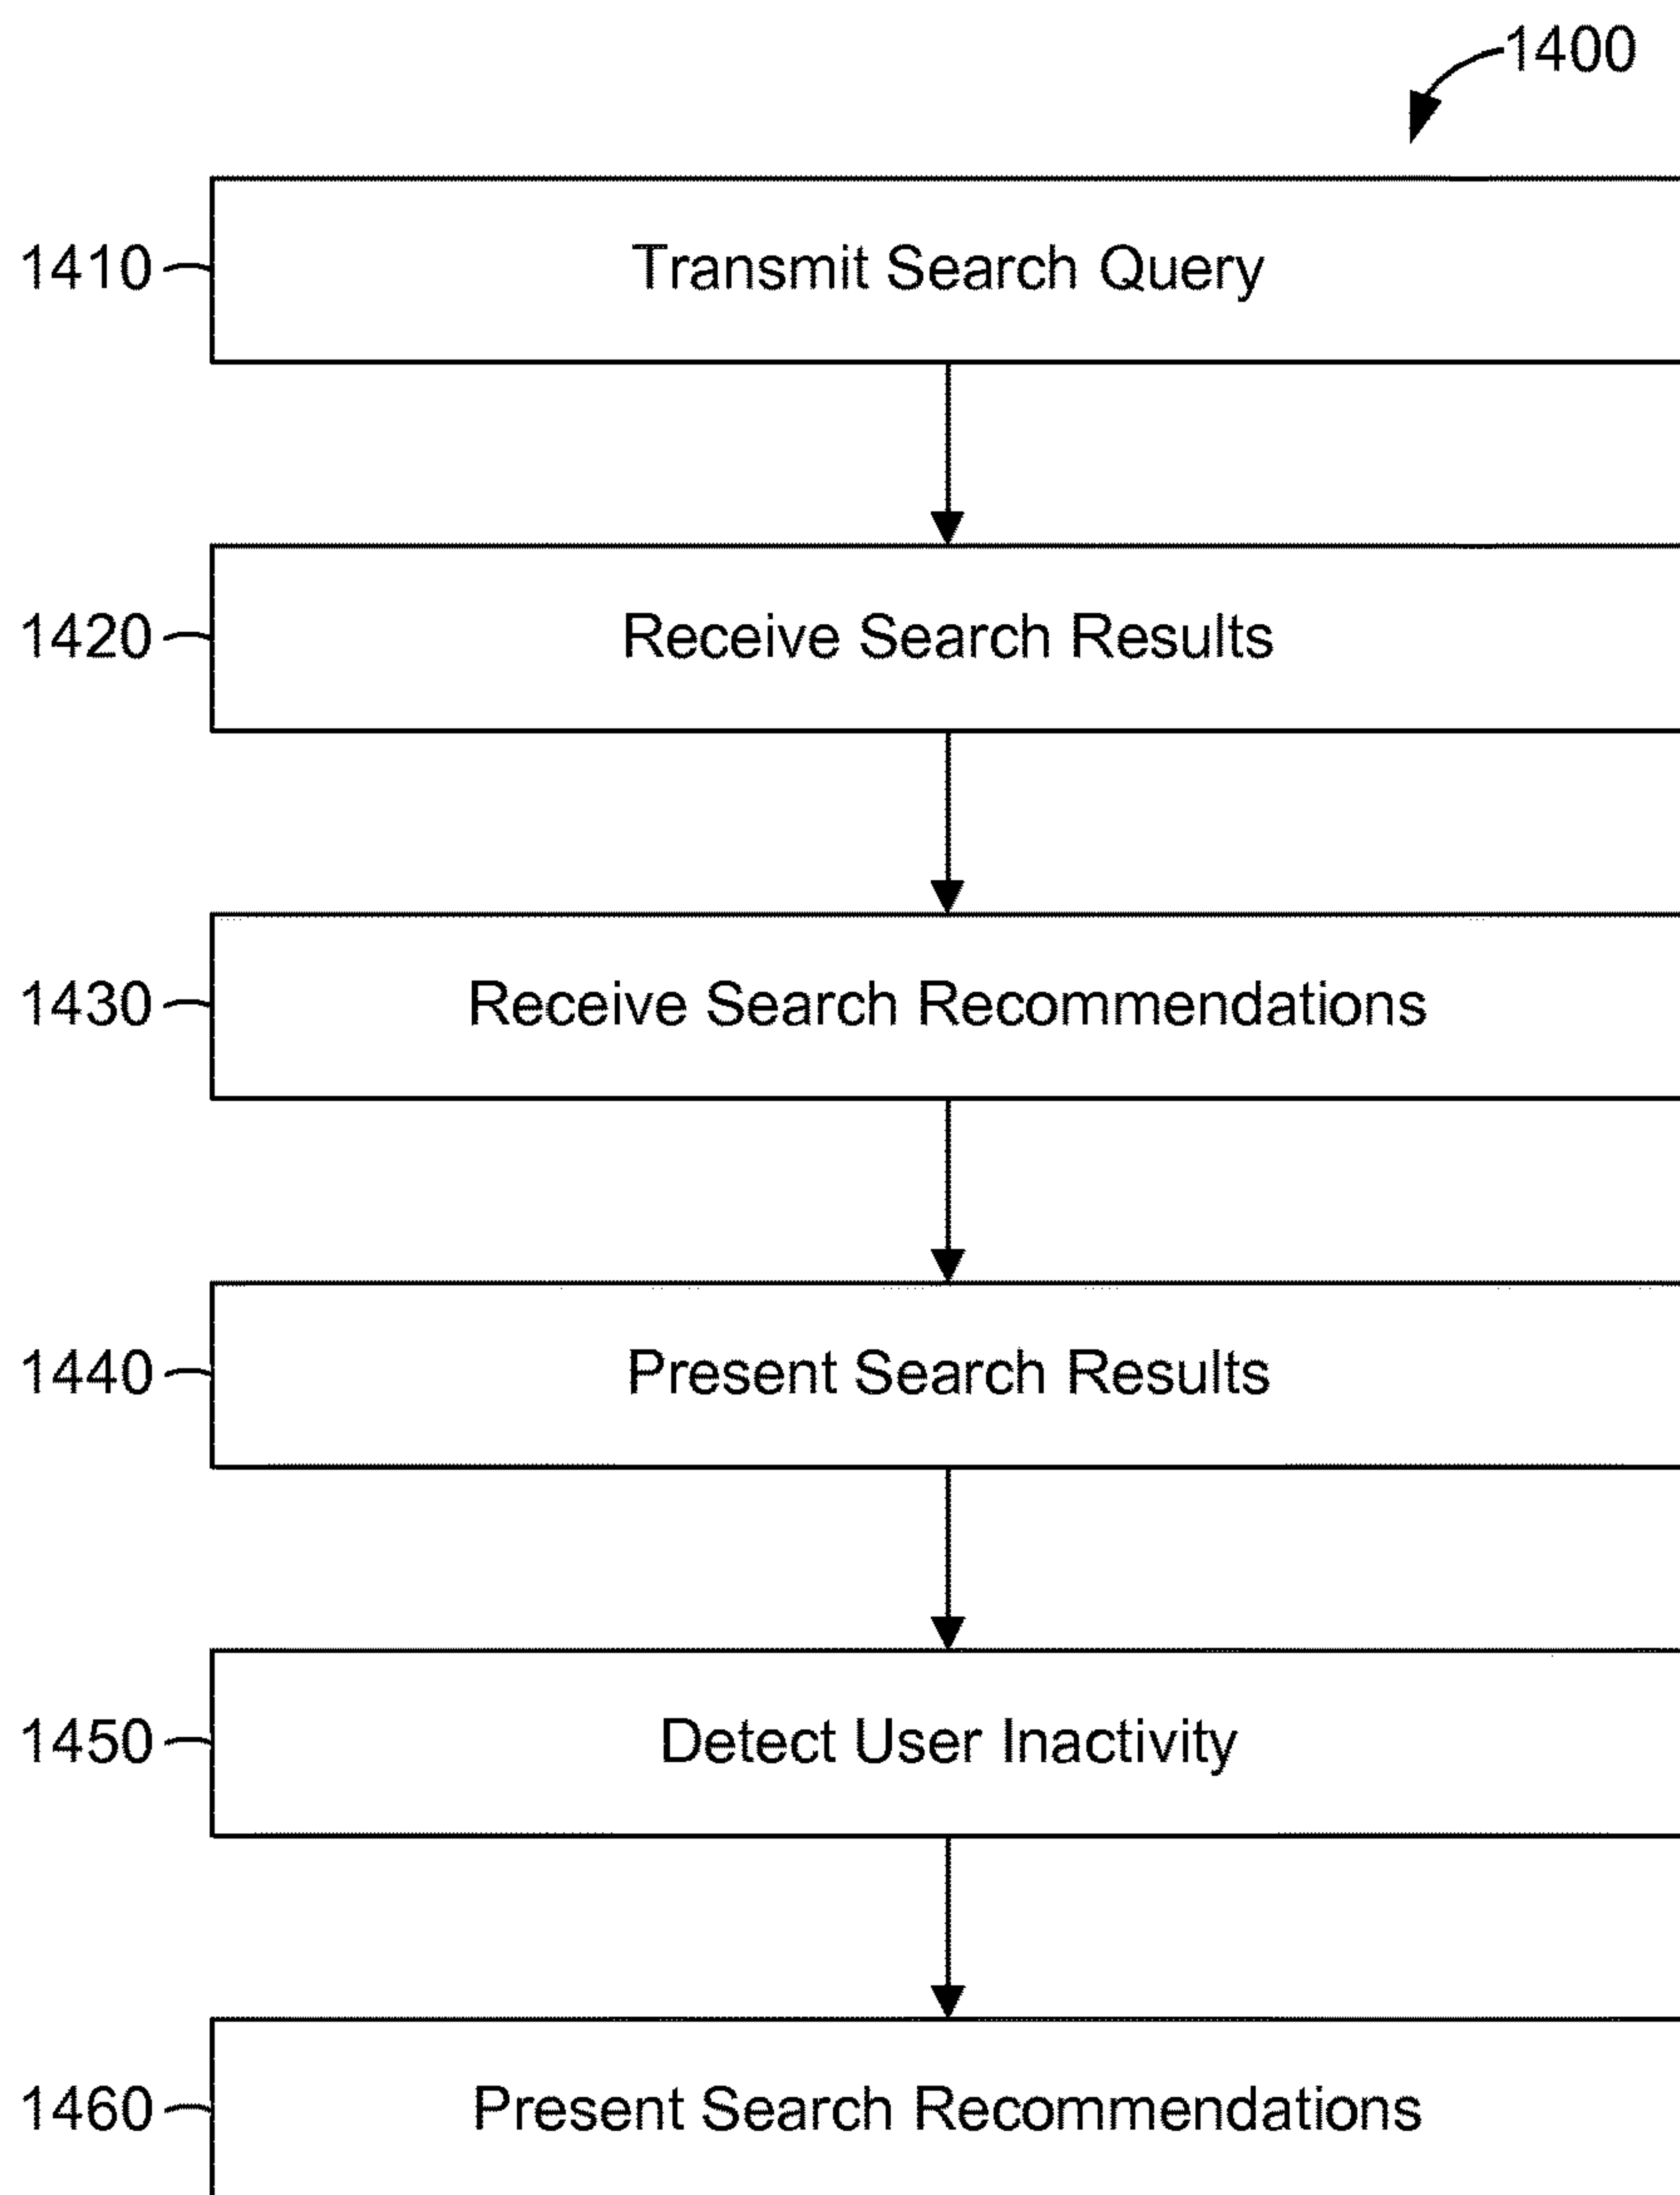 1400
1410 Transmit Search Query
1420 Receive Search Results
1430 Receive Search Recommendations
1440 Present Search Results
1450 Detect User Inactivity
1460 Present Search Recommendations